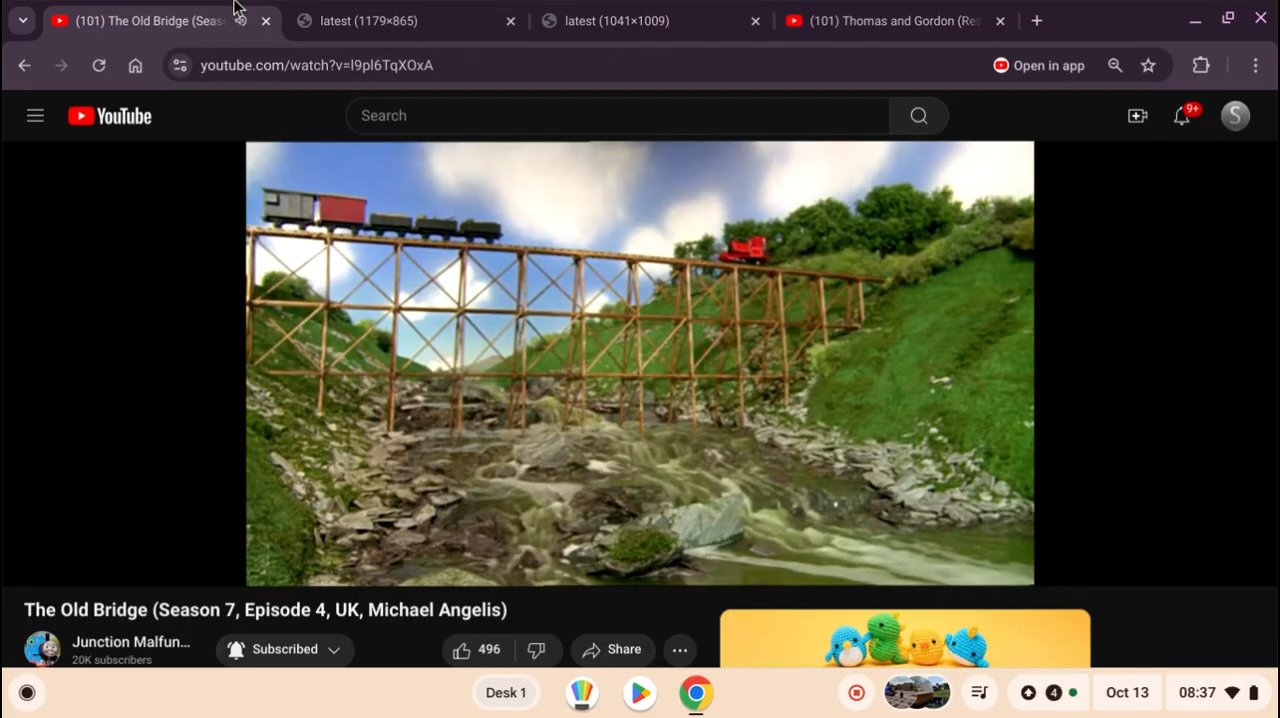 (101) The Old Bridge (Seas
latest (1179×865)
latest (1041×1009)
(101) Thomas and Gordon (Res
youtube.com/watch?v=l9pl6TqXOxA
Open in app
YouTube
Search
9+
S
The Old Bridge (Season 7, Episode 4, UK, Michael Angelis)
Junction Malfun...
20K subscribers
Subscribed
496
Share
Desk 1
4
Oct 13
08:37